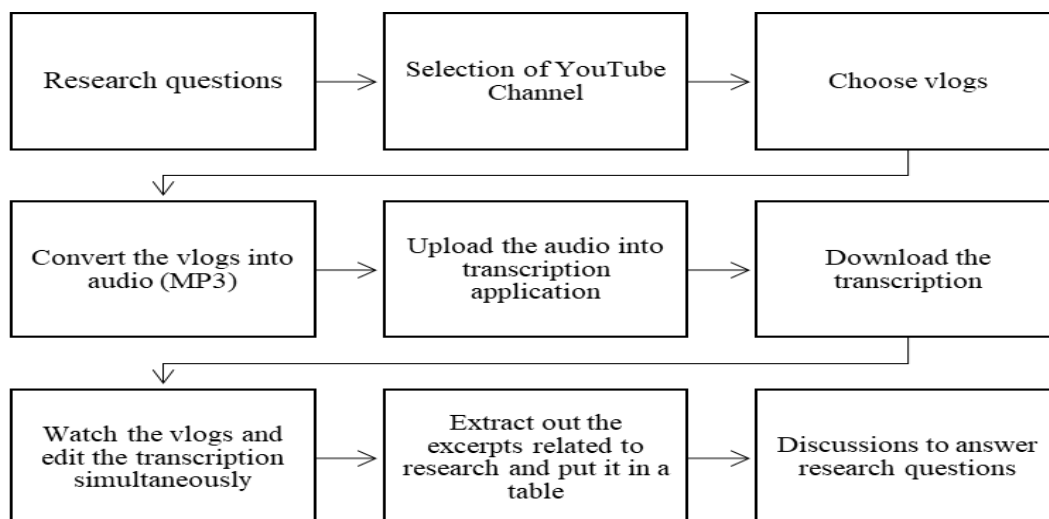 Research questions
Selection of YouTube
Channel
Choose vlogs
Convert the vlogs into
audio (MP3)
Upload the audio into
transcription
application
Download the
transcription
Watch the vlogs and
edit the transcription
simultaneously
Extract out the
excerpts related to
research and put it in a
table
Discussions to answer
research questions